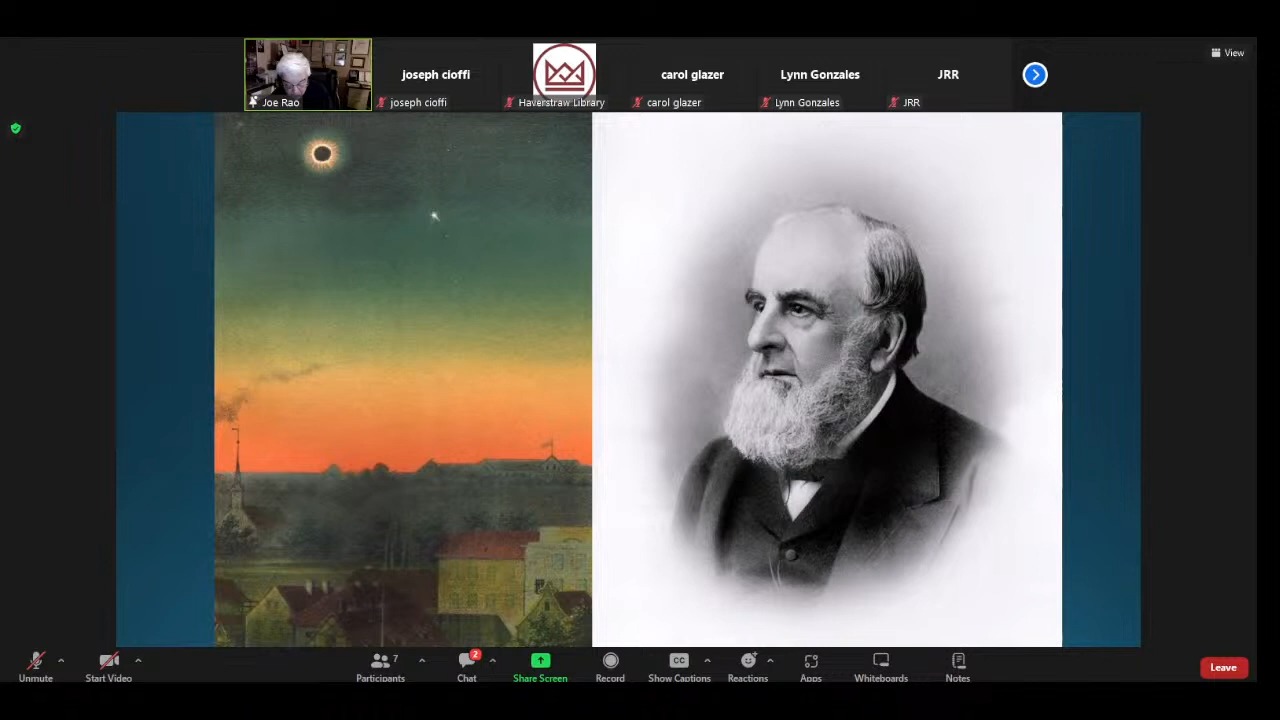 joseph cioffi
carol glazer
Lynn Gonzales
JRR
View
Joe Rao
joseph cioffi
Haverstraw Library
carol glazer
Lynn Gonzales
JRR
Unmute
Start Video
7
Participants
2
Chat
Share Screen
Record
CC
Show Captions
Reactions
Apps
Whiteboards
Notes
Leave